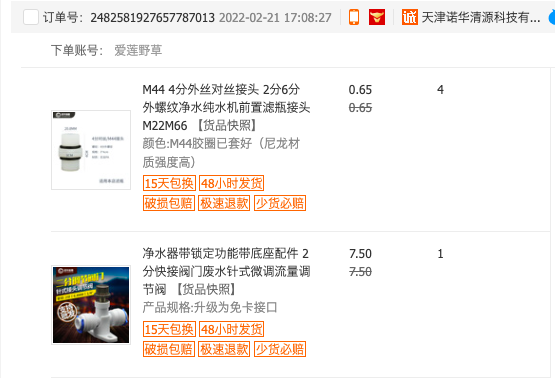 订单号：2482581927657787013 2022-02-21 17:08:27 诚 天津诺华清源科技有...
下单账号： 爱莲野草
M44 4分外丝对丝接头 2分6分 0.65 4
外螺纹净水纯水机前置滤瓶接头 0.65
M22M66 【货品快照】
颜色:M44胶圈已套好（尼龙材
质强度高）
15天包换 48小时发货
破损包赔 极速退款 少货必赔
净水器带锁定功能带底座配件 2 7.50 1
分快接阀门废水针式微调流量调 7.50
节阀 【货品快照】
产品规格:升级为免卡接口
15天包换 48小时发货
破损包赔 极速退款 少货必赔